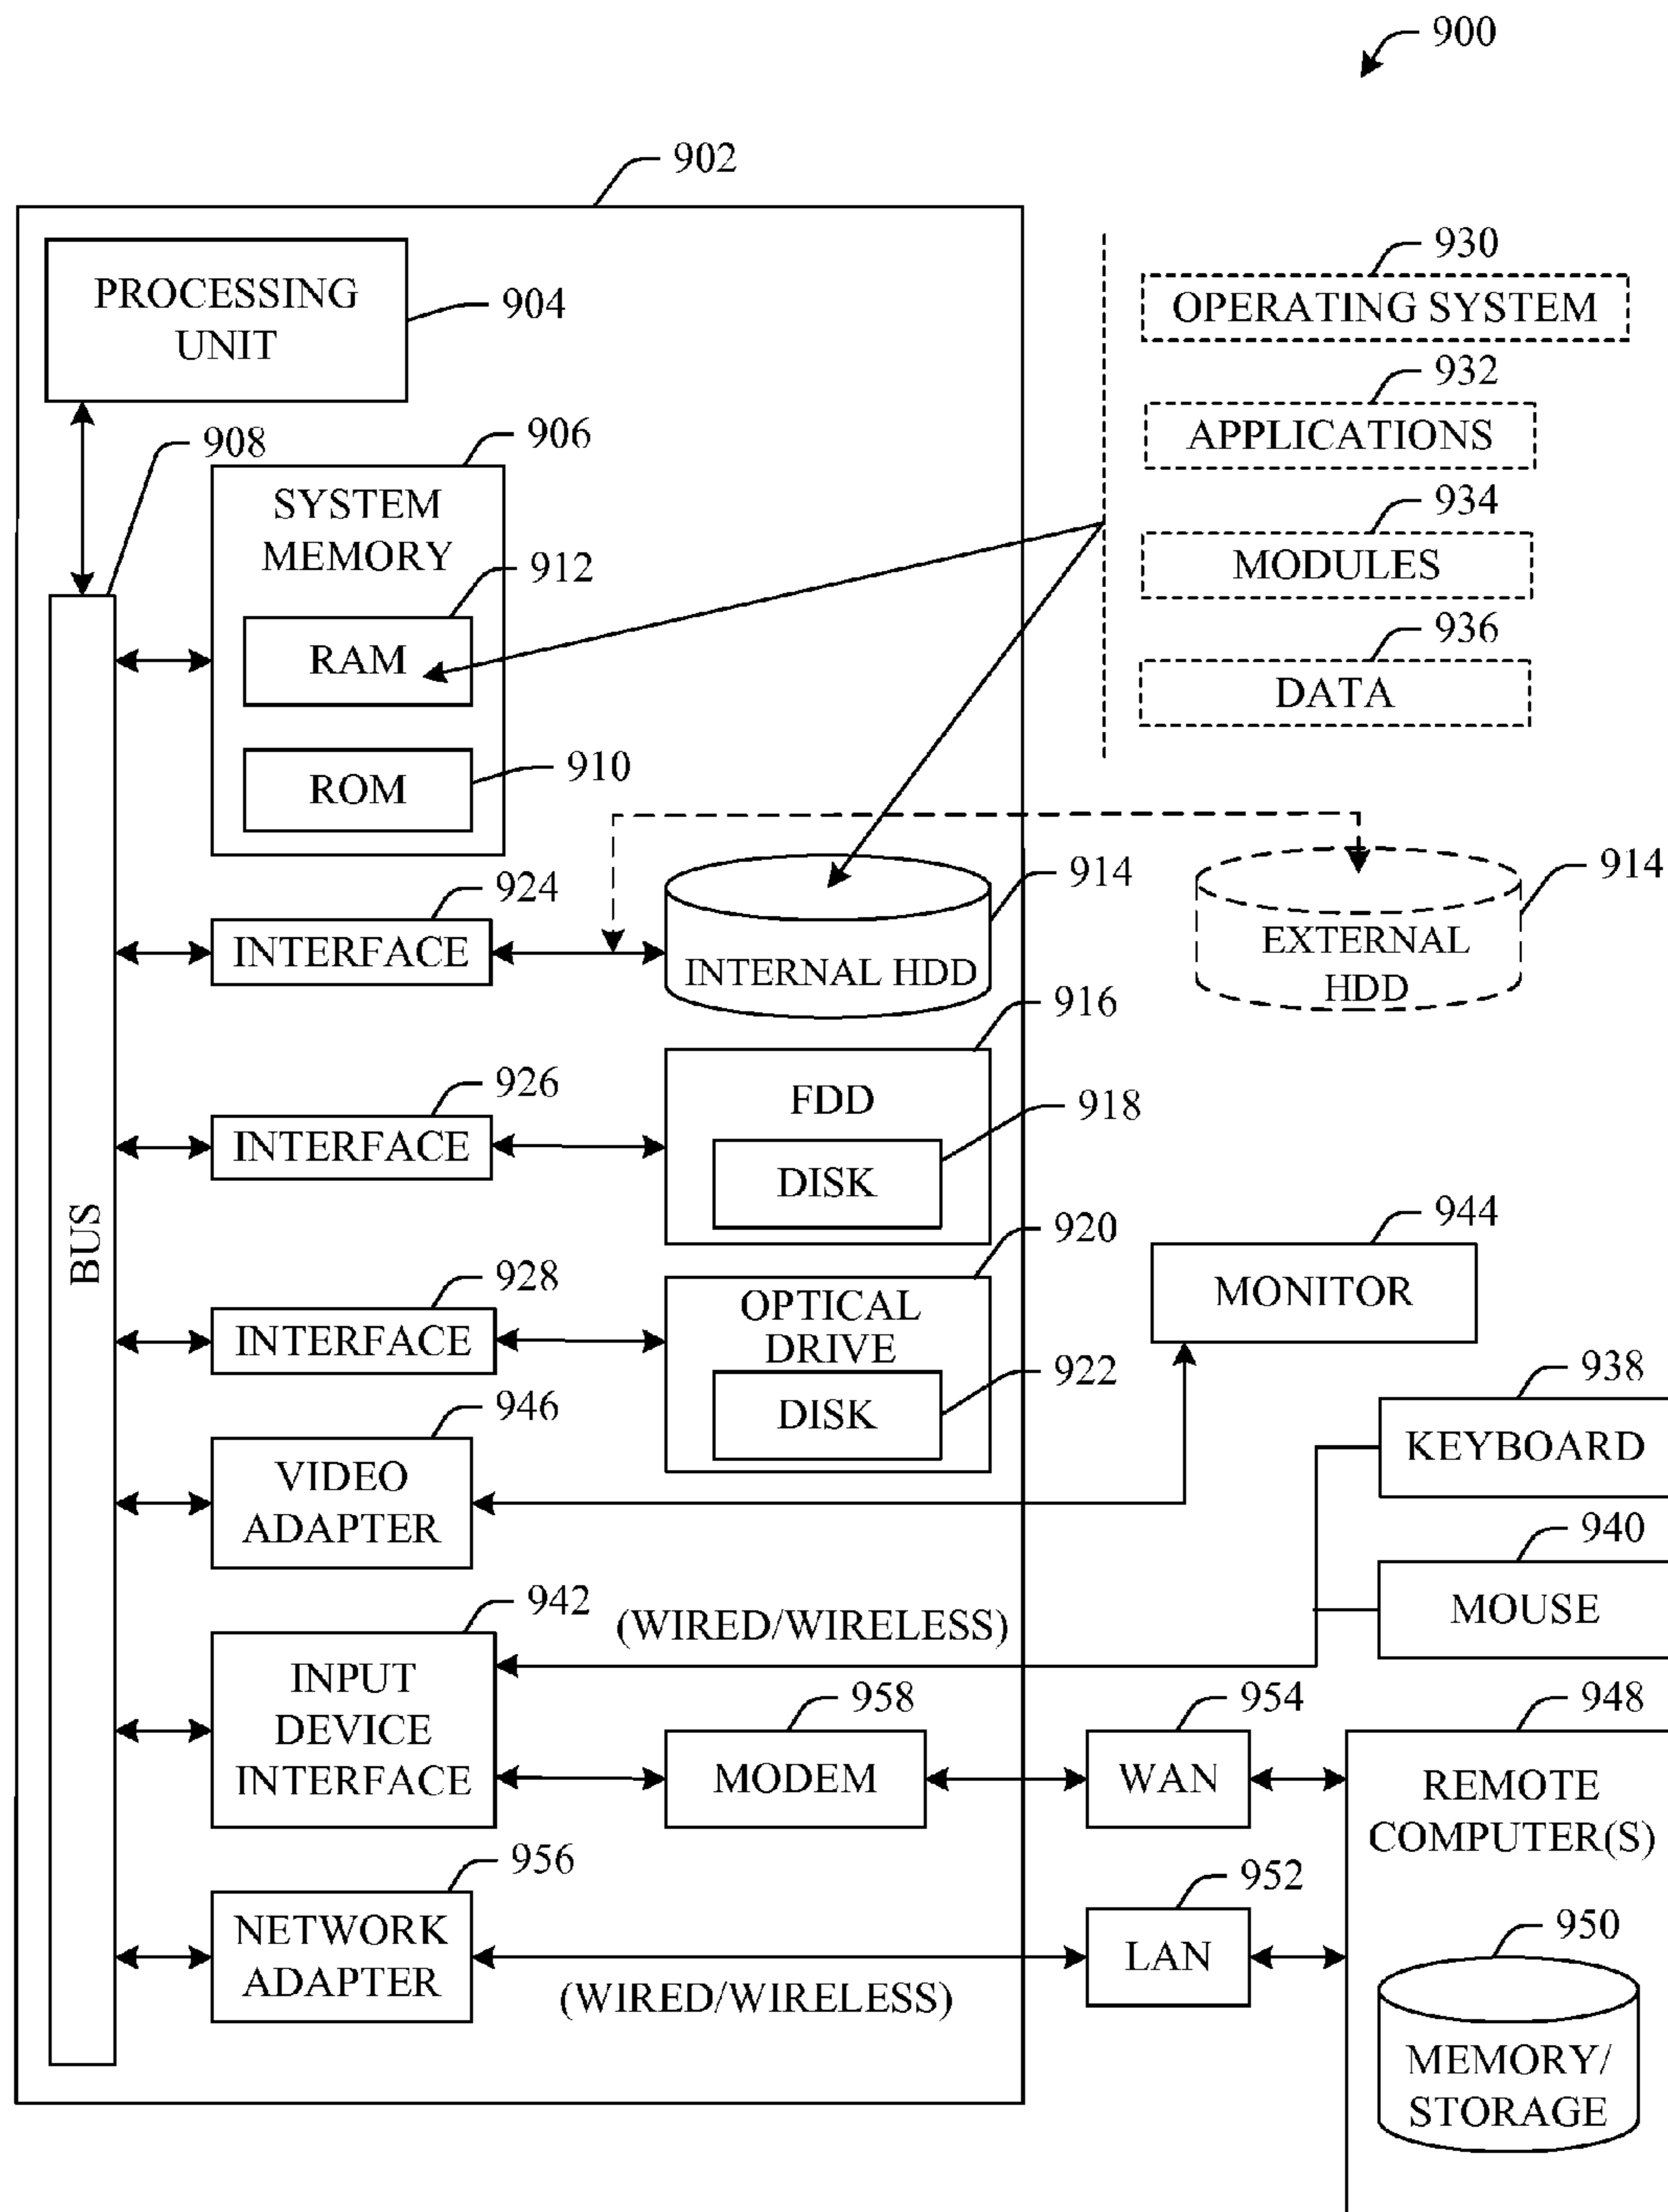 900
902
PROCESSING
UNIT
904
908
906
SYSTEM
MEMORY
912
RAM
910
ROM
930
OPERATING SYSTEM
932
APPLICATIONS
934
MODULES
936
DATA
924
INTERFACE
914
INTERNAL HDD
914
EXTERNAL
HDD
916
FDD
918
DISK
926
INTERFACE
BUS
920
OPTICAL
DRIVE
922
DISK
928
INTERFACE
944
MONITOR
946
VIDEO
ADAPTER
938
KEYBOARD
940
MOUSE
942
(WIRED/WIRELESS)
INPUT
DEVICE
INTERFACE
958
MODEM
954
WAN
948
REMOTE
COMPUTER(S)
956
NETWORK
ADAPTER
(WIRED/WIRELESS)
952
LAN
950
MEMORY/
STORAGE